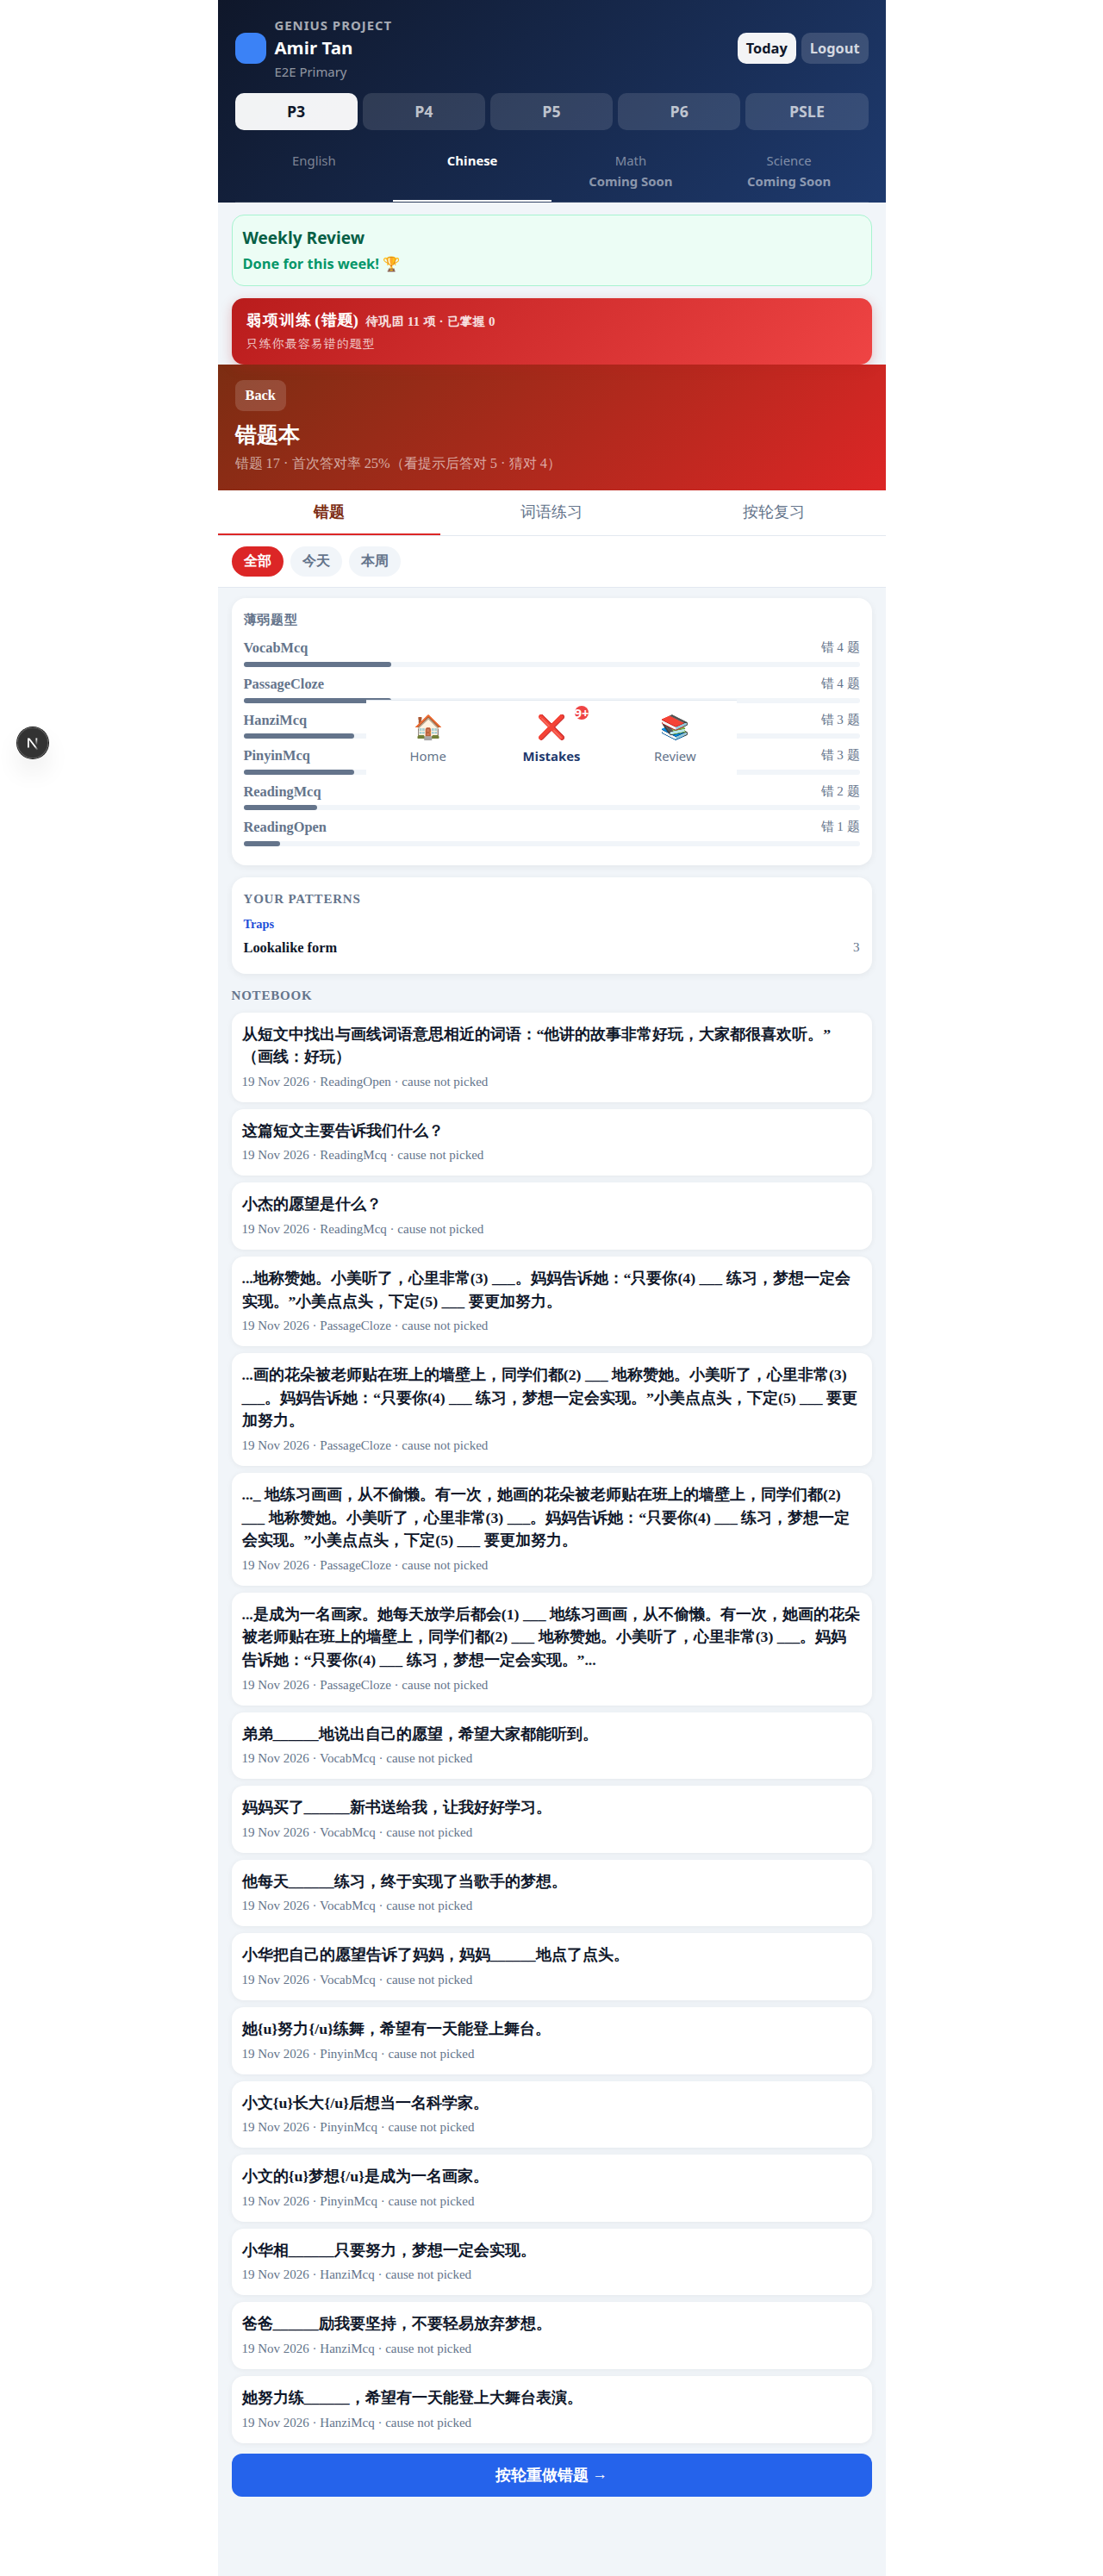 GENIUS PROJECT
Amir Tan
E2E Primary
Today
Logout
P3
P4
P5
P6
PSLE
English
Chinese
Math
Coming Soon
Science
Coming Soon
Weekly Review
Done for this week! 🏆
弱项训练 (错题) 待巩固 11 项 · 已掌握 0
只练你最容易错的题型
Back
错题本
错题 17 · 首次答对率 25%（看提示后答对 5 · 猜对 4）
错题
词语练习
按轮复习
全部
今天
本周
薄弱题型
VocabMcq
错 4 题
PassageCloze
错 4 题
HanziMcq
错 3 题
PinyinMcq
错 3 题
ReadingMcq
错 2 题
ReadingOpen
错 1 题
N
🏠
Home
❌
9+
Mistakes
📚
Review
YOUR PATTERNS
Traps
Lookalike form
3
NOTEBOOK
从短文中找出与画线词语意思相近的词语：“他讲的故事非常好玩，大家都很喜欢听。”
（画线：好玩）
19 Nov 2026 · ReadingOpen · cause not picked
这篇短文主要告诉我们什么？
19 Nov 2026 · ReadingMcq · cause not picked
小杰的愿望是什么？
19 Nov 2026 · ReadingMcq · cause not picked
...地称赞她。小美听了，心里非常(3) ___。妈妈告诉她：“只要你(4) ___ 练习，梦想一定会
实现。”小美点点头，下定(5) ___ 要更加努力。
19 Nov 2026 · PassageCloze · cause not picked
...画的花朵被老师贴在班上的墙壁上，同学们都(2) ___ 地称赞她。小美听了，心里非常(3)
___。妈妈告诉她：“只要你(4) ___ 练习，梦想一定会实现。”小美点点头，下定(5) ___ 要更
加努力。
19 Nov 2026 · PassageCloze · cause not picked
..._ 地练习画画，从不偷懒。有一次，她画的花朵被老师贴在班上的墙壁上，同学们都(2)
___ 地称赞她。小美听了，心里非常(3) ___。妈妈告诉她：“只要你(4) ___ 练习，梦想一定
会实现。”小美点点头，下定(5) ___ 要更加努力。
19 Nov 2026 · PassageCloze · cause not picked
...是成为一名画家。她每天放学后都会(1) ___ 地练习画画，从不偷懒。有一次，她画的花朵
被老师贴在班上的墙壁上，同学们都(2) ___ 地称赞她。小美听了，心里非常(3) ___。妈妈
告诉她：“只要你(4) ___ 练习，梦想一定会实现。”...
19 Nov 2026 · PassageCloze · cause not picked
弟弟______地说出自己的愿望，希望大家都能听到。
19 Nov 2026 · VocabMcq · cause not picked
妈妈买了______新书送给我，让我好好学习。
19 Nov 2026 · VocabMcq · cause not picked
他每天______练习，终于实现了当歌手的梦想。
19 Nov 2026 · VocabMcq · cause not picked
小华把自己的愿望告诉了妈妈，妈妈______地点了点头。
19 Nov 2026 · VocabMcq · cause not picked
她{u}努力{/u}练舞，希望有一天能登上舞台。
19 Nov 2026 · PinyinMcq · cause not picked
小文{u}长大{/u}后想当一名科学家。
19 Nov 2026 · PinyinMcq · cause not picked
小文的{u}梦想{/u}是成为一名画家。
19 Nov 2026 · PinyinMcq · cause not picked
小华相______只要努力，梦想一定会实现。
19 Nov 2026 · HanziMcq · cause not picked
爸爸______励我要坚持，不要轻易放弃梦想。
19 Nov 2026 · HanziMcq · cause not picked
她努力练______，希望有一天能登上大舞台表演。
19 Nov 2026 · HanziMcq · cause not picked
按轮重做错题 →